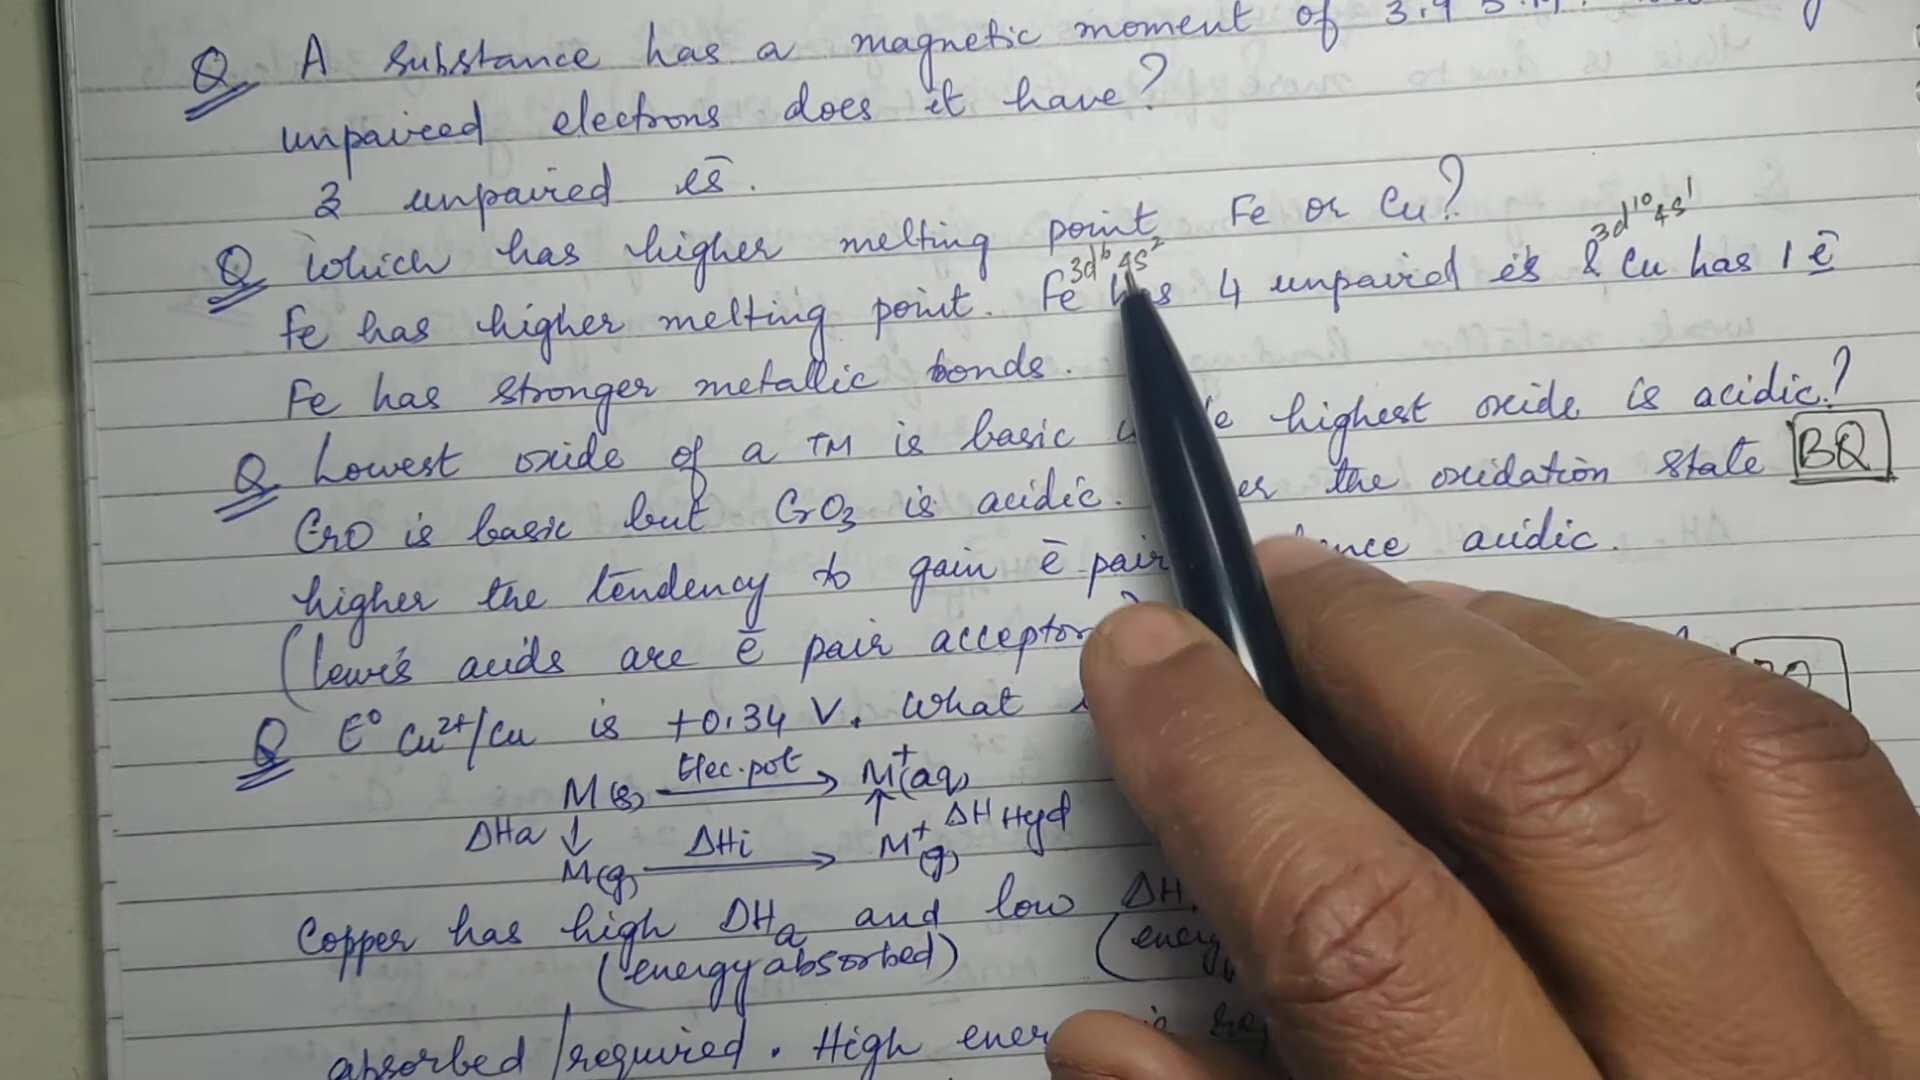 Q A substance has a magnetic moment of 3.9
unpaired electrons does it have?
3 unpaired es̄.
Q Which has higher melting point Fe or Cu?
3d⁶ 4s² 3d¹⁰4s¹
Fe has higher melting point. Fe has 4 unpaired ēs & Cu has 1 ē
Fe has stronger metallic bonds.
Q Lowest oxide of a TM is basic highest oxide is acidic?
CrO is basic but CrO₃ is acidic. the oxidation state BQ
higher the tendency to gain ē pair acidic.
(lewis acids are ē pair acceptor
Q E° Cu²⁺/Cu is +0.34 V. What
M(s) Elec.pot → M⁺(aq)
ΔHa ↓ ↑ ΔH Hyd
M(g) ΔHi → M⁺(g)
Copper has high ΔHa and low ΔH
(energy absorbed)
absorbed/required. High